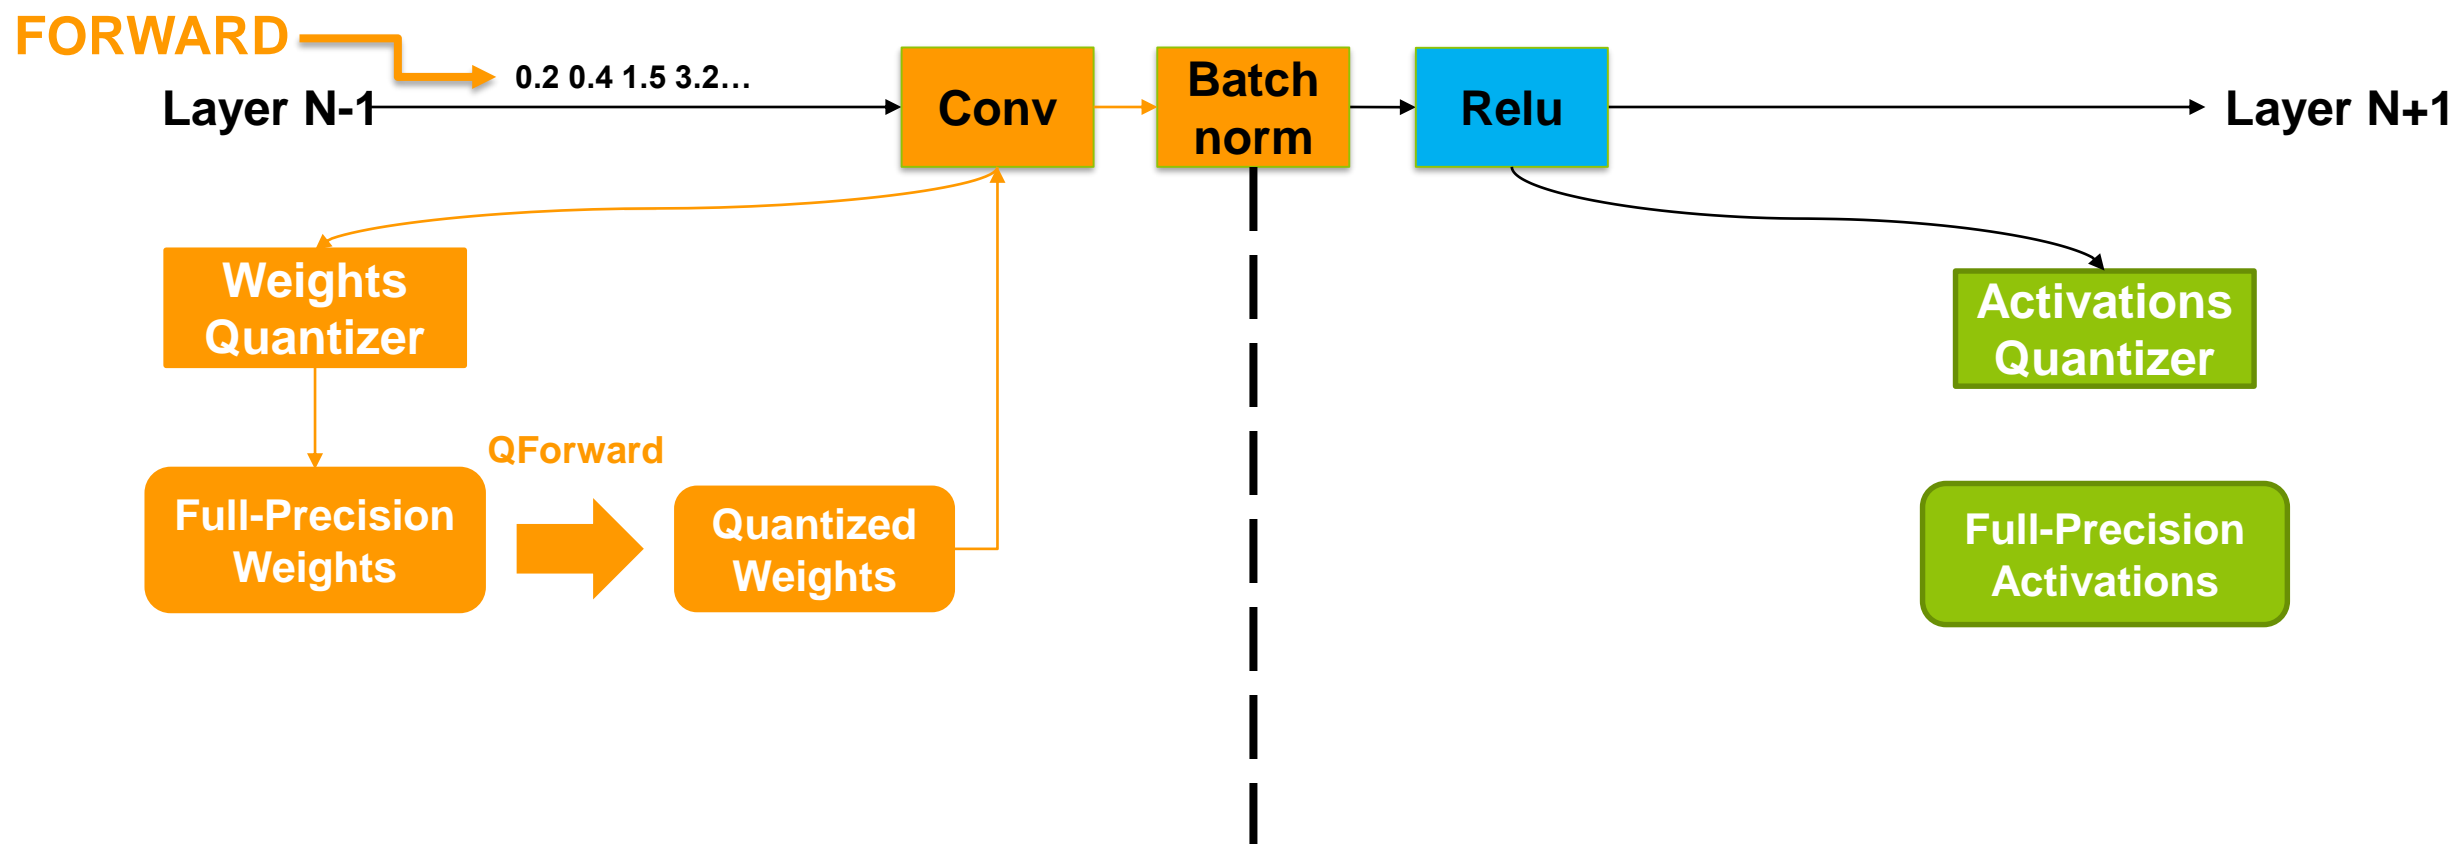 FORWARD
0.2 0.4 1.5 3.2…
Layer N-1
Conv
Batch
norm
Relu
Layer N+1
Weights
Quantizer
Activations
Quantizer
QForward
Full-Precision
Weights
Quantized
Weights
Full-Precision
Activations